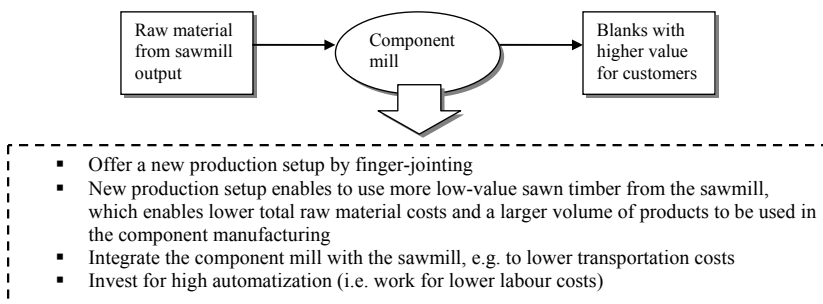 Raw material
from sawmill
output
Component
mill
Blanks with
higher value
for customers
▪ Offer a new production setup by finger-jointing
▪ New production setup enables to use more low-value sawn timber from the sawmill,
which enables lower total raw material costs and a larger volume of products to be used in
the component manufacturing
▪ Integrate the component mill with the sawmill, e.g. to lower transportation costs
▪ Invest for high automatization (i.e. work for lower labour costs)